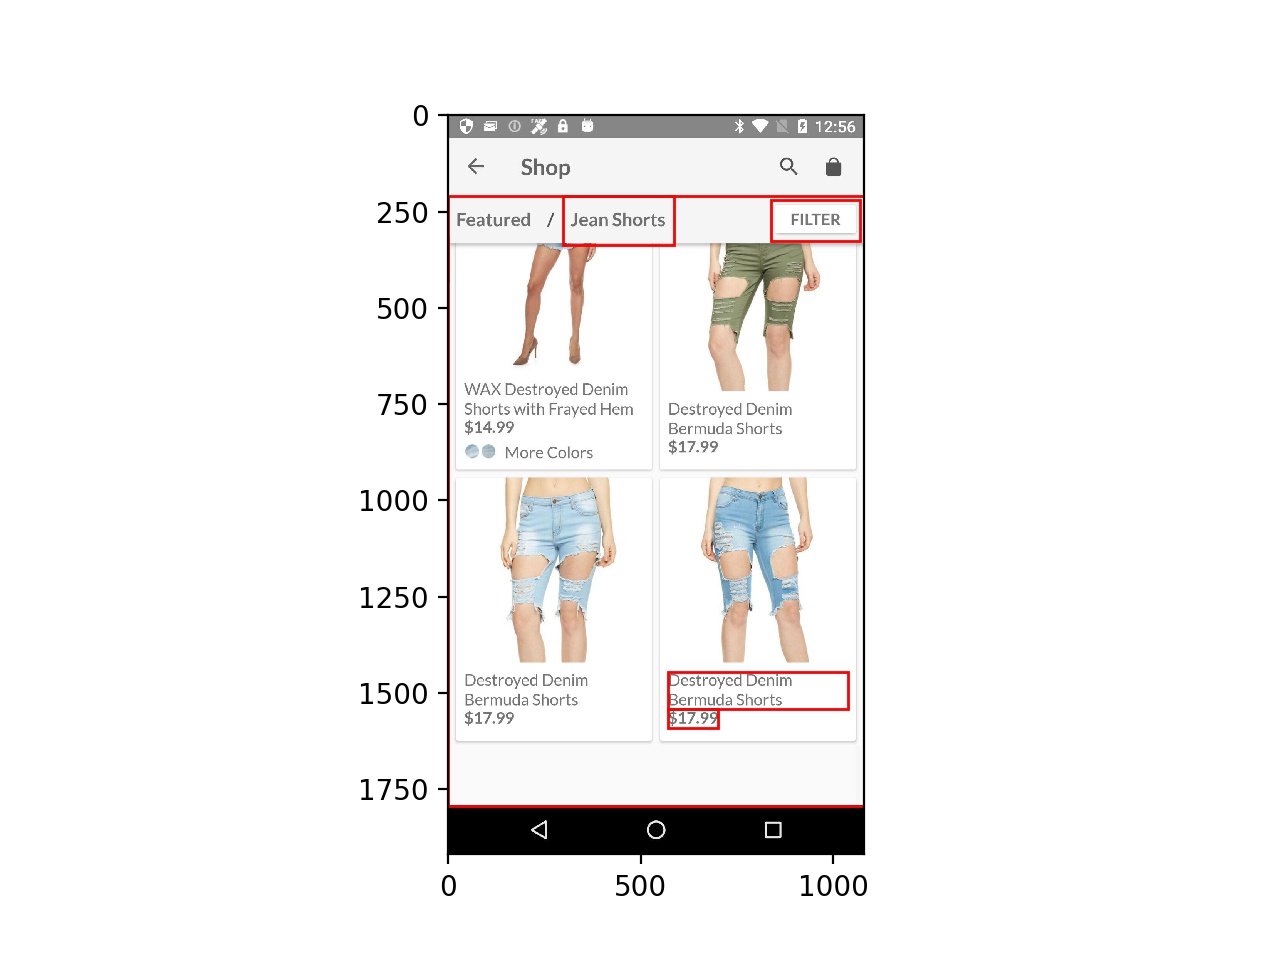 0
250
500
750
1000
1250
1500
1750
0
500
1000
12:56
Shop
Featured / Jean Shorts
FILTER
WAX Destroyed Denim
Shorts with Frayed Hem
$14.99
More Colors
Destroyed Denim
Bermuda Shorts
$17.99
Destroyed Denim
Bermuda Shorts
$17.99
Destroyed Denim
Bermuda Shorts
$17.99